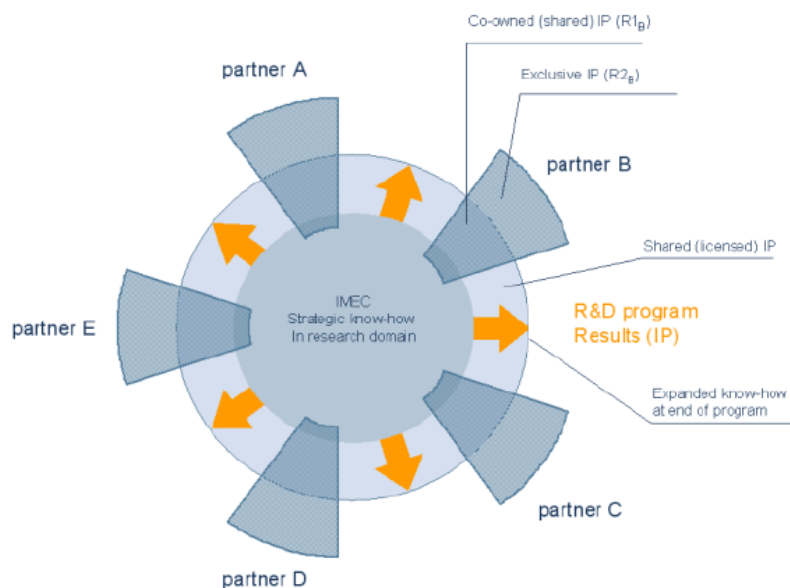 Co-owned (shared) IP (R1B)
partner A
Exclusive IP (R2B)
partner B
Shared (licensed) IP
IMEC
Strategic know-how
In research domain
partner E
R&D program
Results (IP)
Expanded know-how
at end of program
partner C
partner D